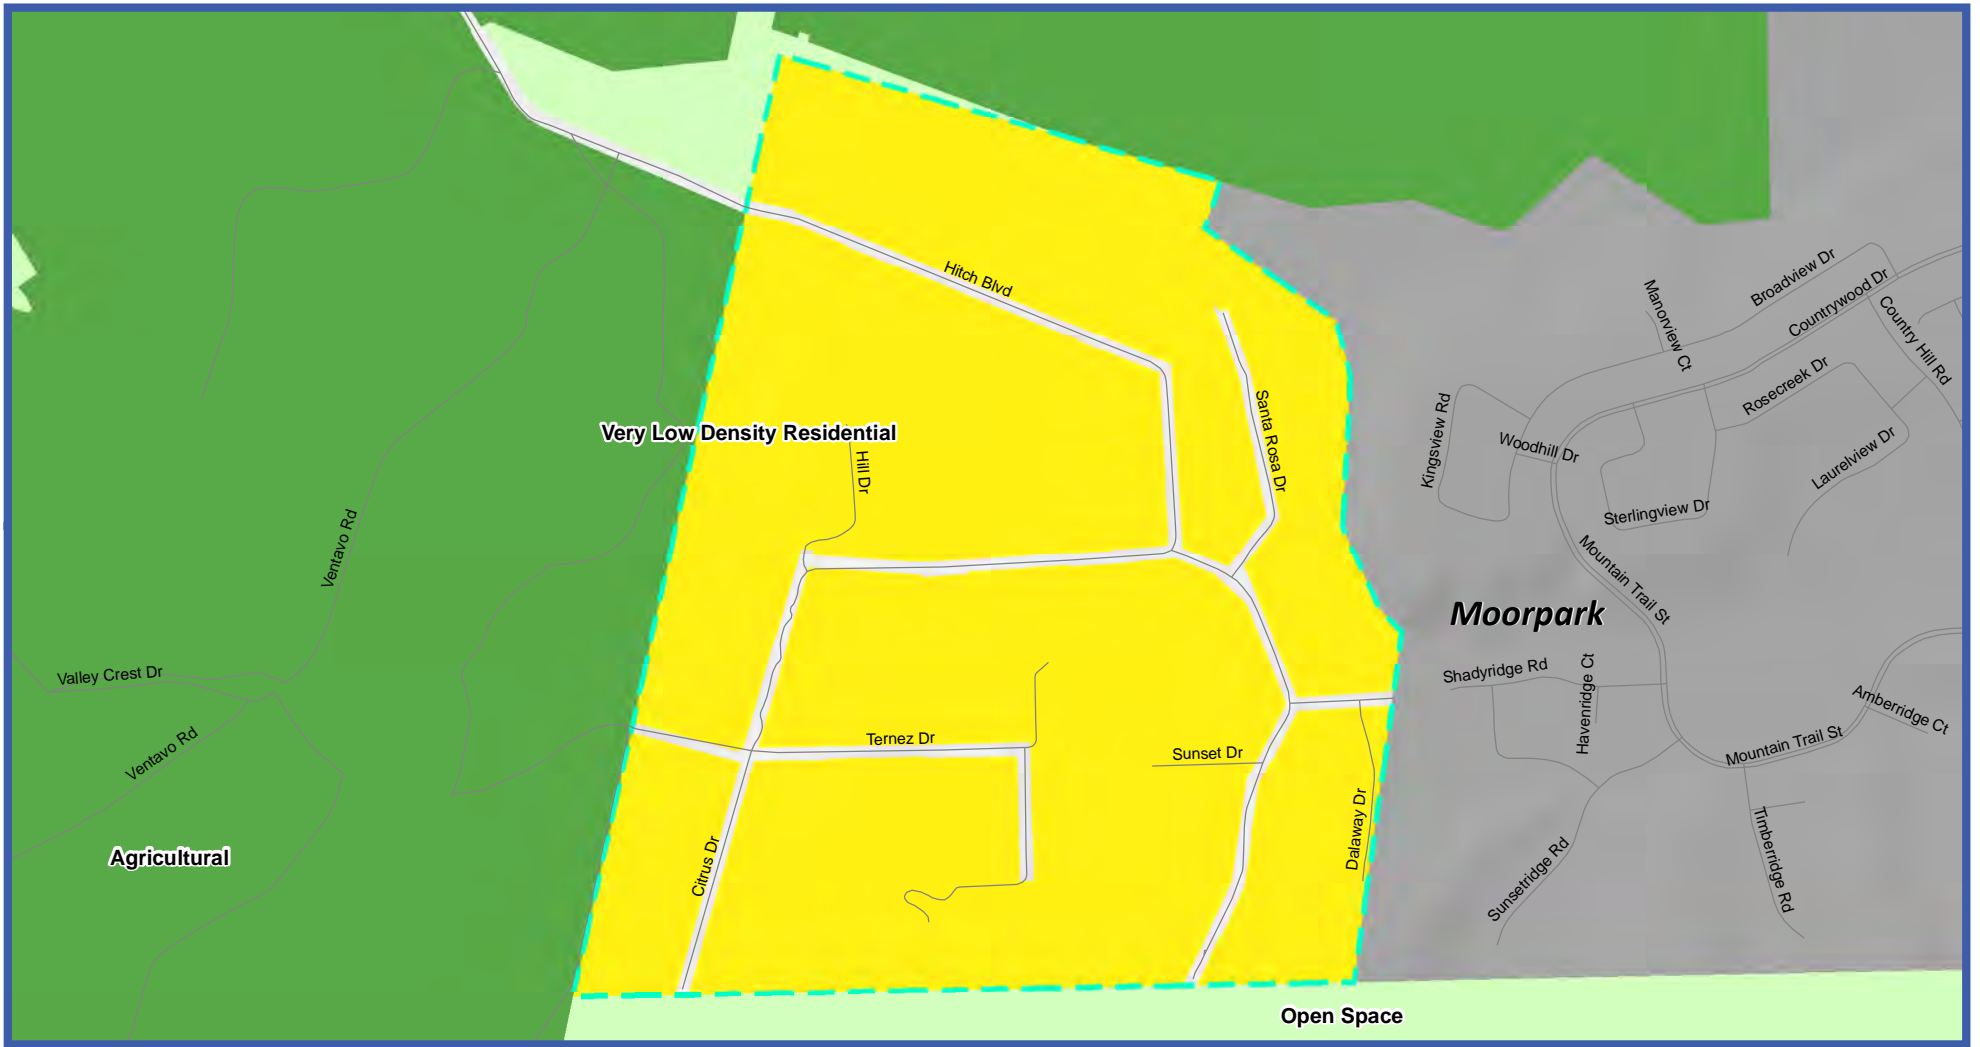 Broadview Dr
Hitch Blvd
Countrywood Dr
Manorview Ct
Country Hill Rd
Rosecreek Dr
Santa Rosa Dr
Kingsview Rd
Very Low Density Residential
Woodhill Dr
Laurelview Dr
Hill Dr
Sterlingview Dr
Ventavo Rd
Mountain Trail St
Moorpark
Valley Crest Dr
Shadyridge Rd
Havenridge Ct
Amberridge Ct
Ventavo Rd
Ternez Dr
Sunset Dr
Mountain Trail St
Dalaway Dr
Agricultural
Citrus Dr
Sunsetridge Rd
Timberridge Rd
Open Space